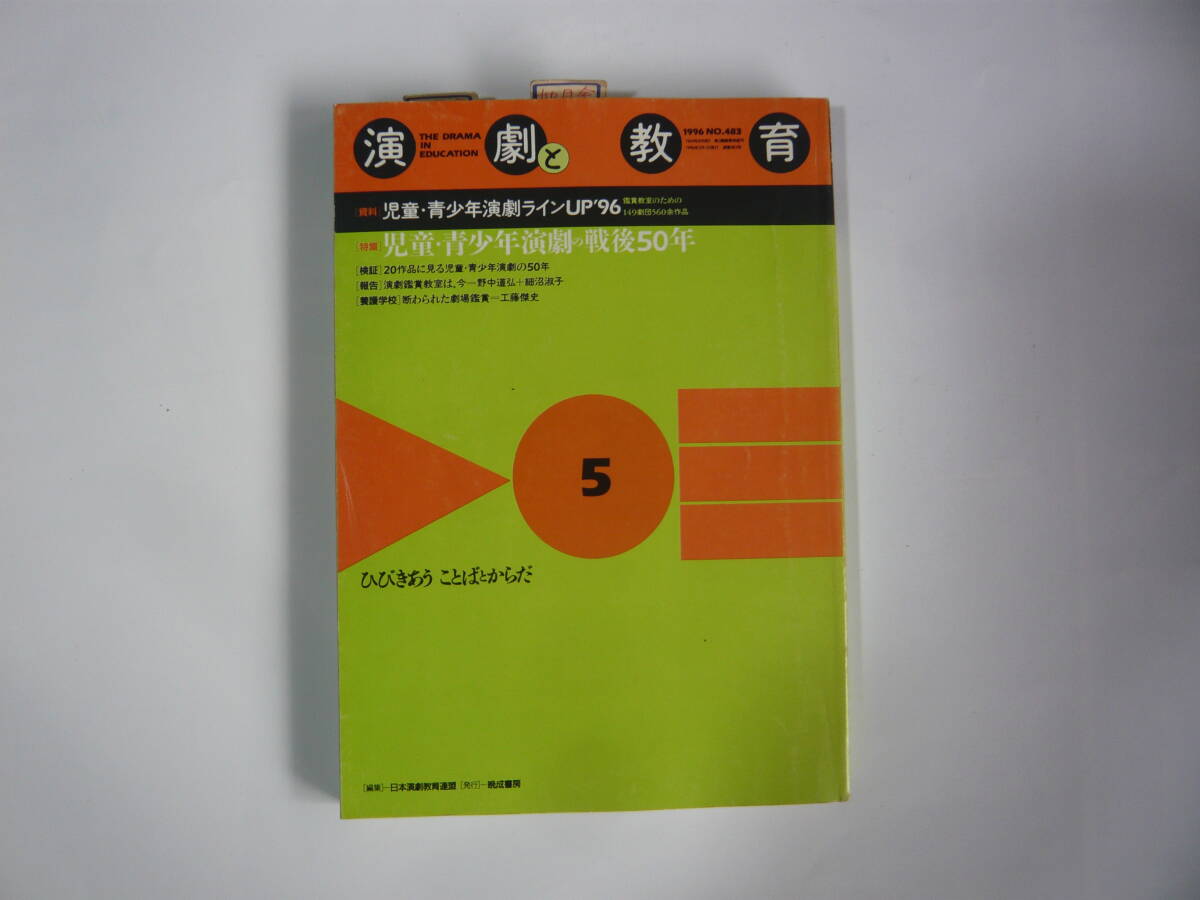 演劇と教育
THE DRAMA
IN
EDUCATION
1996 NO.483
[資料] 児童・青少年演劇ラインUP'96 鑑賞教室のための
149劇団560余作品
[特集] 児童・青少年演劇の戦後50年
[検証] 20作品に見る児童・青少年演劇の50年
[報告] 演劇鑑賞教室は、今―野中道弘+細沼淑子
[養護学校] 断わられた劇場鑑賞―工藤傑史
5
ひびきあう ことばとからだ
[編集]―日本演劇教育連盟 [発行]―晩成書房